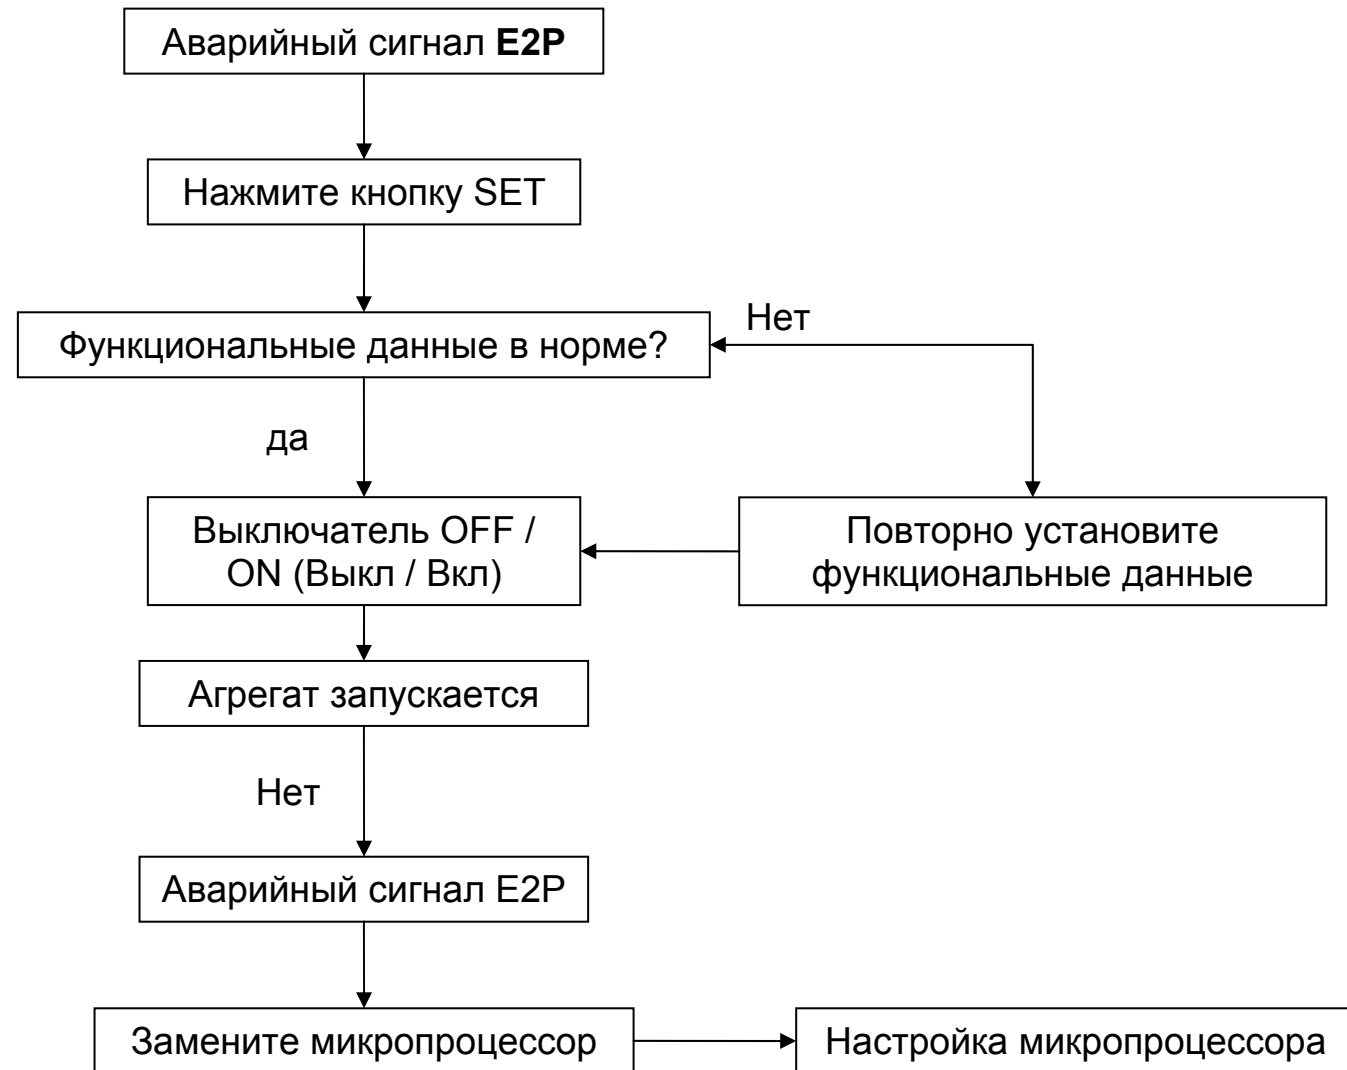 Аварийный сигнал E2P
Нажмите кнопку SET
Нет
Функциональные данные в норме?
да
Выключатель OFF /
ON (Выкл / Вкл)
Повторно установите
функциональные данные
Агрегат запускается
Нет
Аварийный сигнал E2P
Замените микропроцессор
Настройка микропроцессора